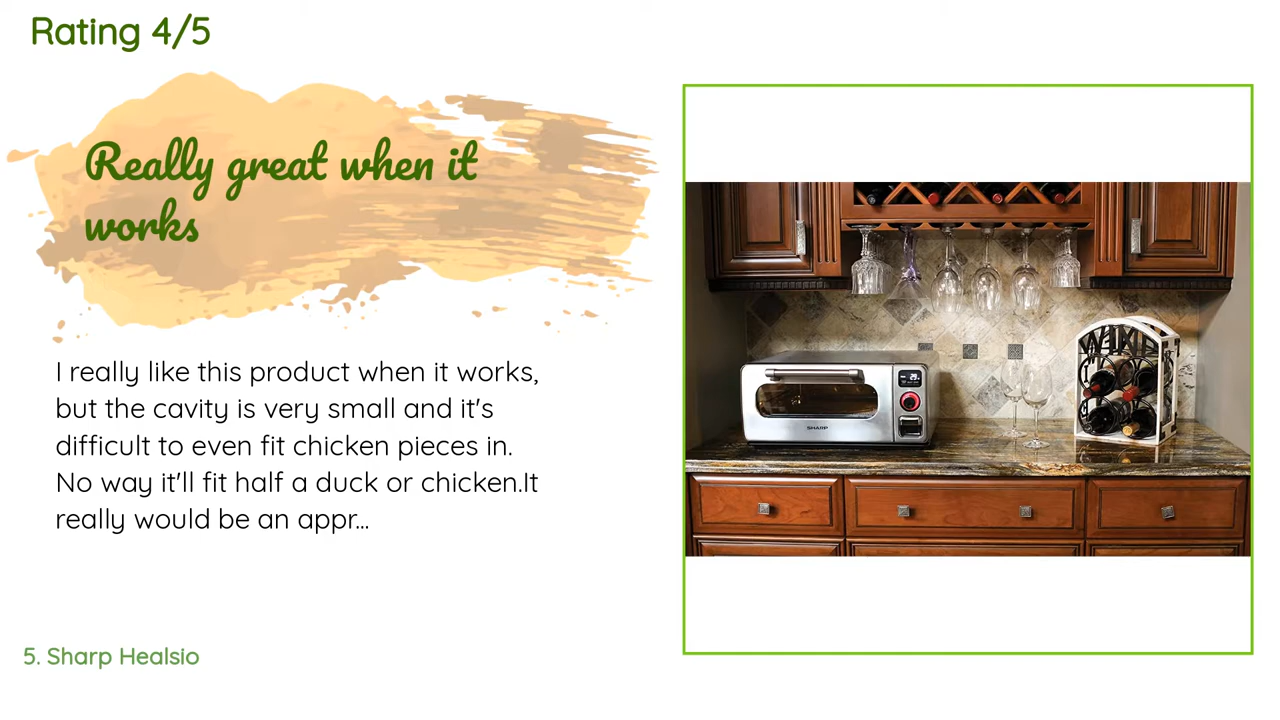 Rating 4/5
Really great when it
works
I really like this product when it works,
but the cavity is very small and it's
difficult to even fit chicken pieces in.
No way it'll fit half a duck or chicken.It
really would be an appr...
SHARP
5. Sharp Healsio